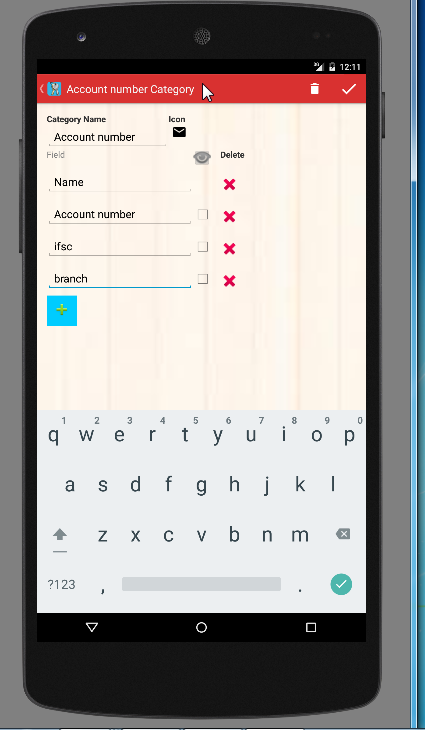 3G 12:11
Account number Category
Category Name Icon
Account number
Field Delete
Name
Account number
ifsc
branch
1 2 3 4 5 6 7 8 9 0
q w e r t y u i o p
a s d f g h j k l
z x c v b n m
?123 , .